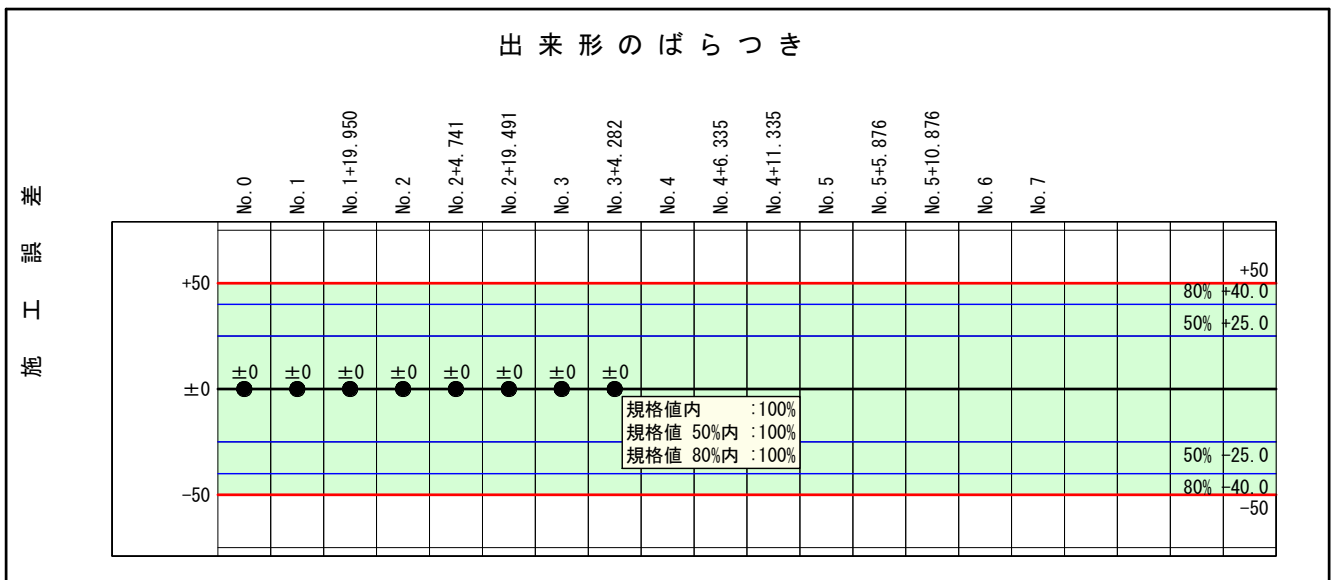 出来形のばらつき
施工誤差
No.0
No.1
No.1+19.950
No.2
No.2+4.741
No.2+19.491
No.3
No.3+4.282
No.4
No.4+6.335
No.4+11.335
No.5
No.5+5.876
No.5+10.876
No.6
No.7
+50
+50
80% +40.0
50% +25.0
±0 ±0 ±0 ±0 ±0 ±0 ±0 ±0
±0
規格値内 :100%
規格値 50%内 :100%
規格値 80%内 :100%
50% -25.0
80% -40.0
-50
-50